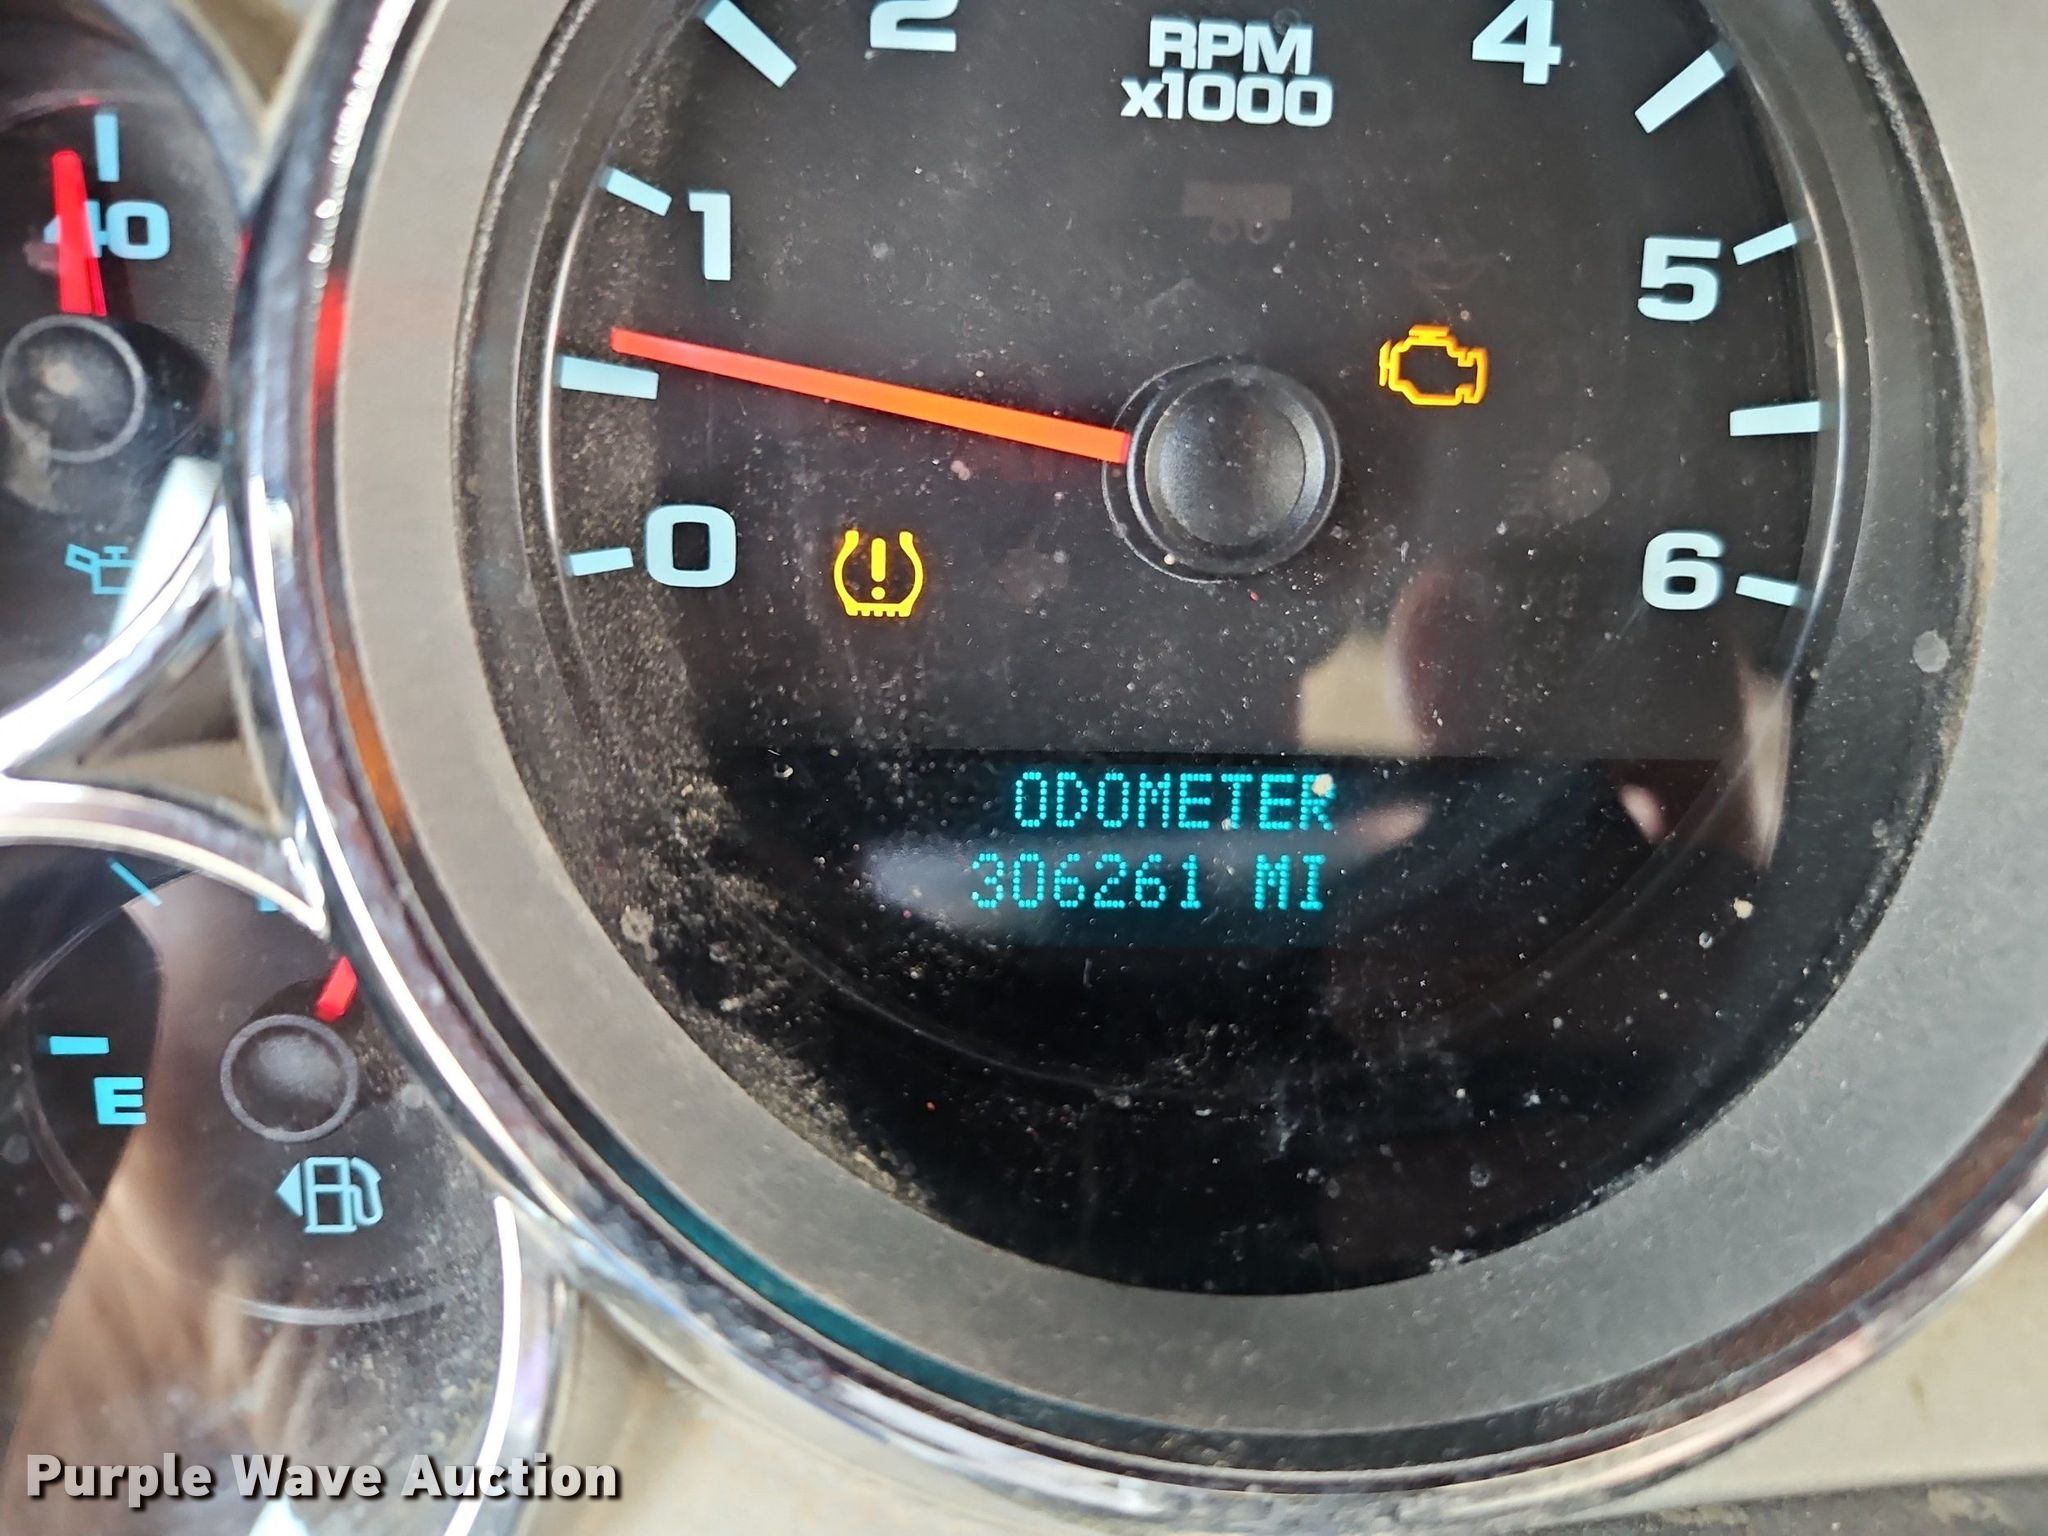 2
4
RPM
x1000
1
40
5
0
6
ODOMETER
306261 MI
E
Purple Wave Auction